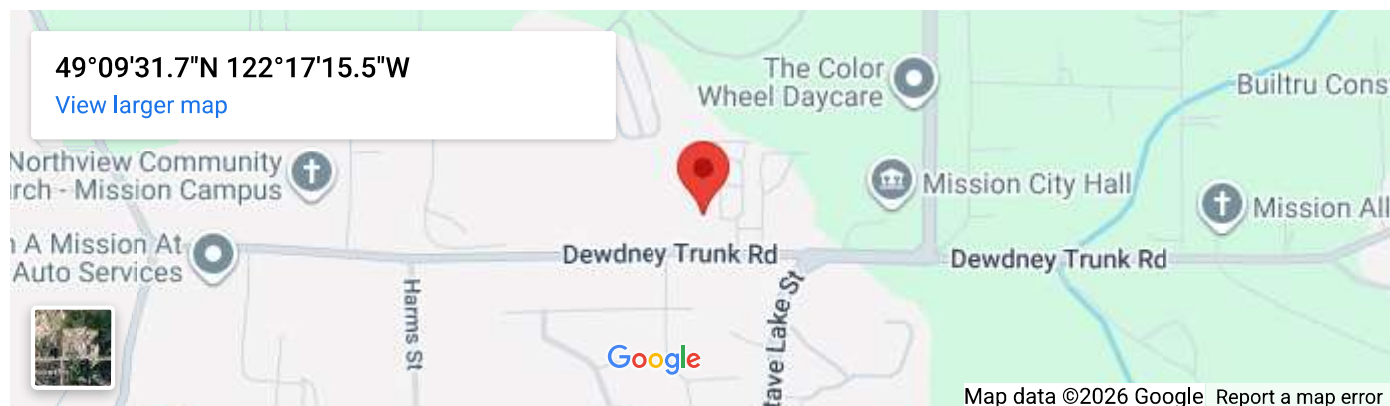 49°09'31.7"N 122°17'15.5"W
View larger map
The Color
Wheel Daycare
Builtru Cons
Northview Community
rch - Mission Campus
Mission City Hall
Mission All
n A Mission At
Auto Services
Dewdney Trunk Rd
Dewdney Trunk Rd
Harms St
tave Lake St
Google
Map data ©2026 Google
Report a map error